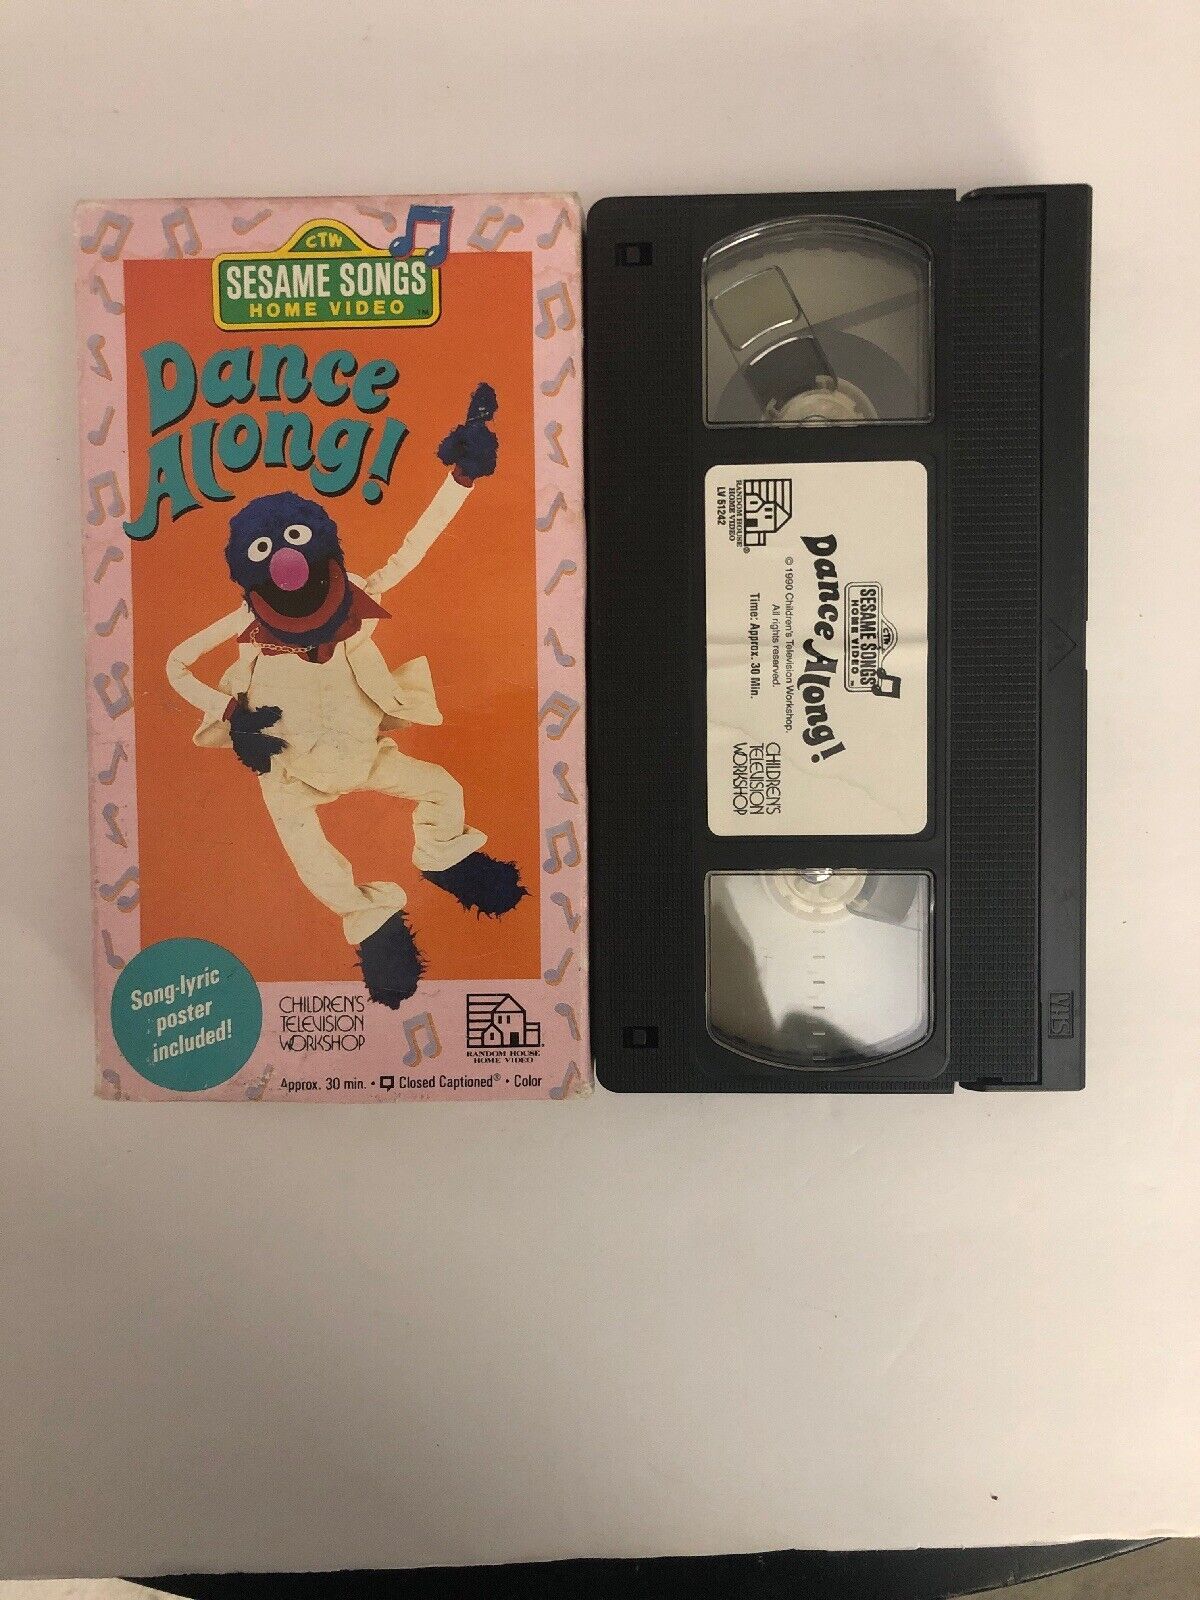 CTW
SESAME SONGS
HOME VIDEO ™
Dance
Along!
Song-lyric
poster
included!
CHILDREN'S
TELEVISION
WORKSHOP
RANDOM HOUSE
HOME VIDEO
Approx. 30 min. • Closed Captioned® • Color
CTW
SESAME SONGS
HOME VIDEO ™
Dance Along!
© 1990 Children's Television Workshop.
All rights reserved.
Time: Approx. 30 Min.
RANDOM HOUSE
HOME VIDEO ®
LV 51242
CHILDREN'S
TELEVISION
WORKSHOP
VHS